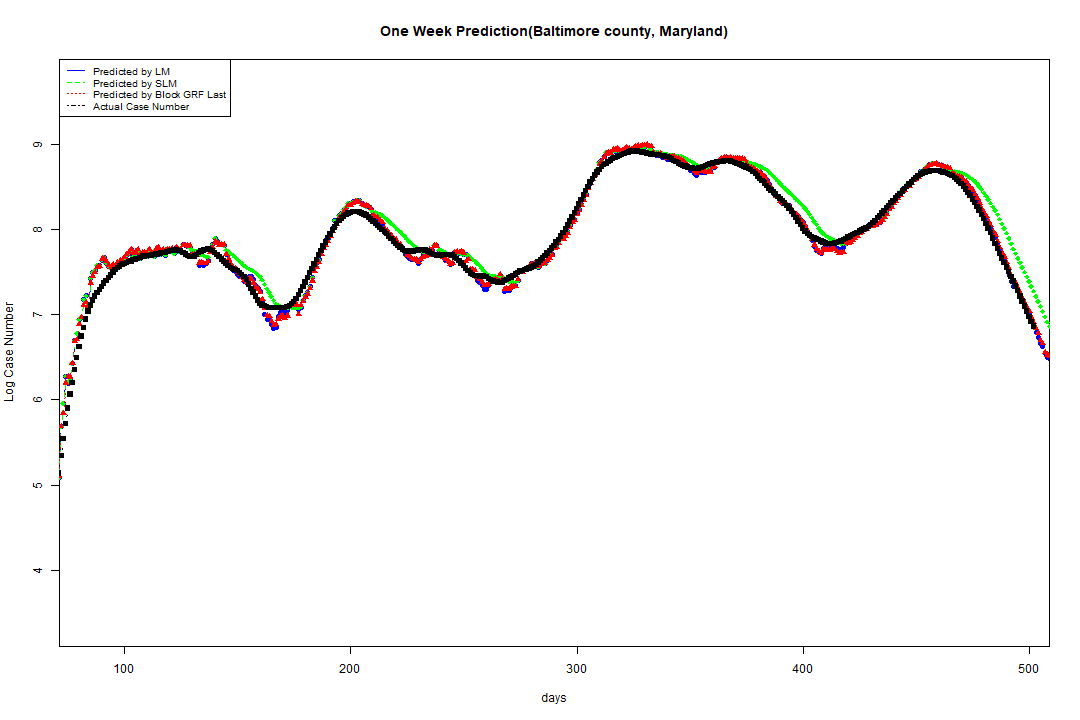 One Week Prediction(Baltimore county, Maryland)
Predicted by LM
Predicted by SLM
Predicted by Block GRF Last
Actual Case Number
9
8
7
6
5
4
Log Case Number
100 200 300 400 500
days